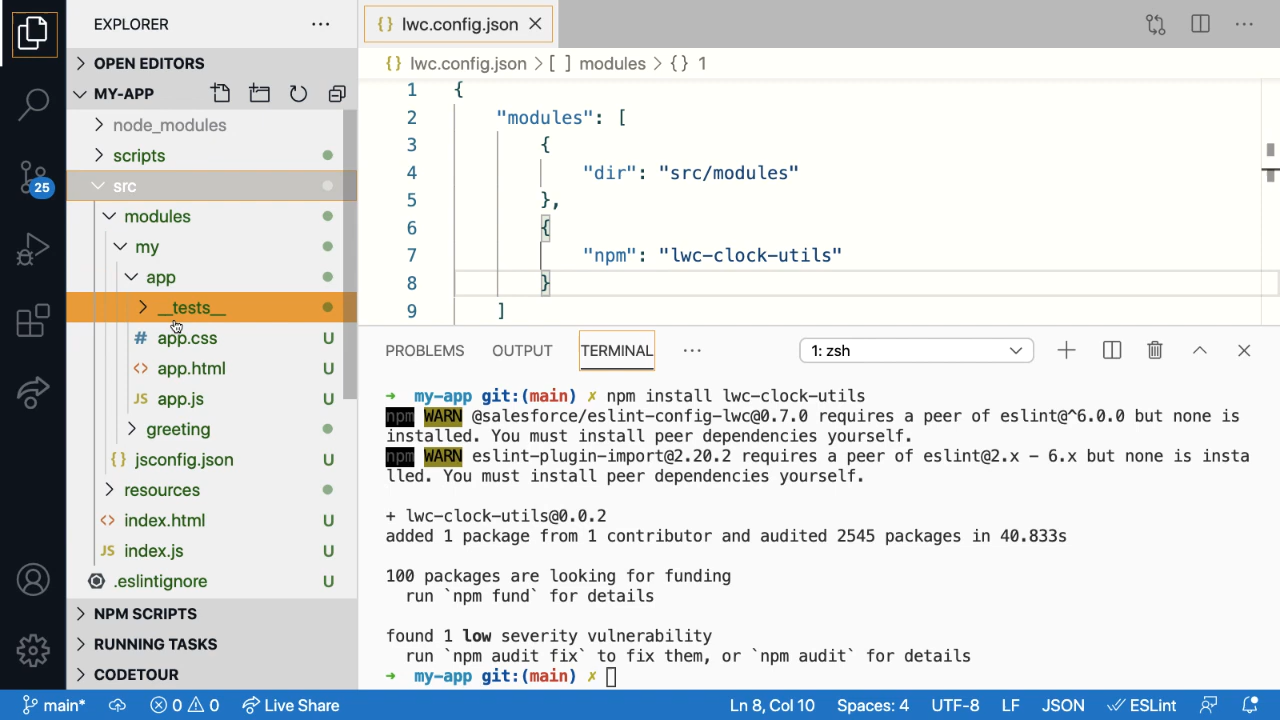 EXPLORER
OPEN EDITORS
MY-APP
node_modules
scripts
src
modules
my
app
__tests__
# app.css U
<> app.html U
JS app.js U
greeting
{} jsconfig.json U
resources
<> index.html U
JS index.js U
.eslintignore U
NPM SCRIPTS
RUNNING TASKS
CODETOUR
25
{} lwc.config.json
{} lwc.config.json > [ ] modules > {} 1
1 {
2 "modules": [
3 {
4 "dir": "src/modules"
5 },
6 {
7 "npm": "lwc-clock-utils"
8 }
9 ]
PROBLEMS OUTPUT TERMINAL ... 1: zsh
➜ my-app git:(main) ✗ npm install lwc-clock-utils
npm WARN @salesforce/eslint-config-lwc@0.7.0 requires a peer of eslint@^6.0.0 but none is
installed. You must install peer dependencies yourself.
npm WARN eslint-plugin-import@2.20.2 requires a peer of eslint@2.x - 6.x but none is insta
lled. You must install peer dependencies yourself.
+ lwc-clock-utils@0.0.2
added 1 package from 1 contributor and audited 2545 packages in 40.833s
100 packages are looking for funding
run `npm fund` for details
found 1 low severity vulnerability
run `npm audit fix` to fix them, or `npm audit` for details
➜ my-app git:(main) ✗
main* 0 0 Live Share Ln 8, Col 10 Spaces: 4 UTF-8 LF JSON ESLint